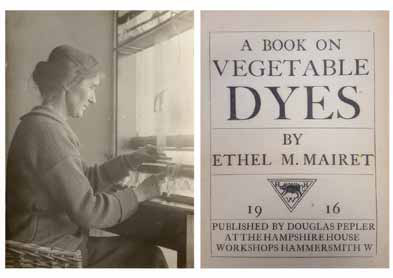 A BOOK ON
VEGETABLE
DYES
BY
ETHEL M. MAIRET
19 16
PUBLISHED BY DOUGLAS PEPLER
AT THE HAMPSHIRE HOUSE
WORKSHOPS HAMMERSMITH W